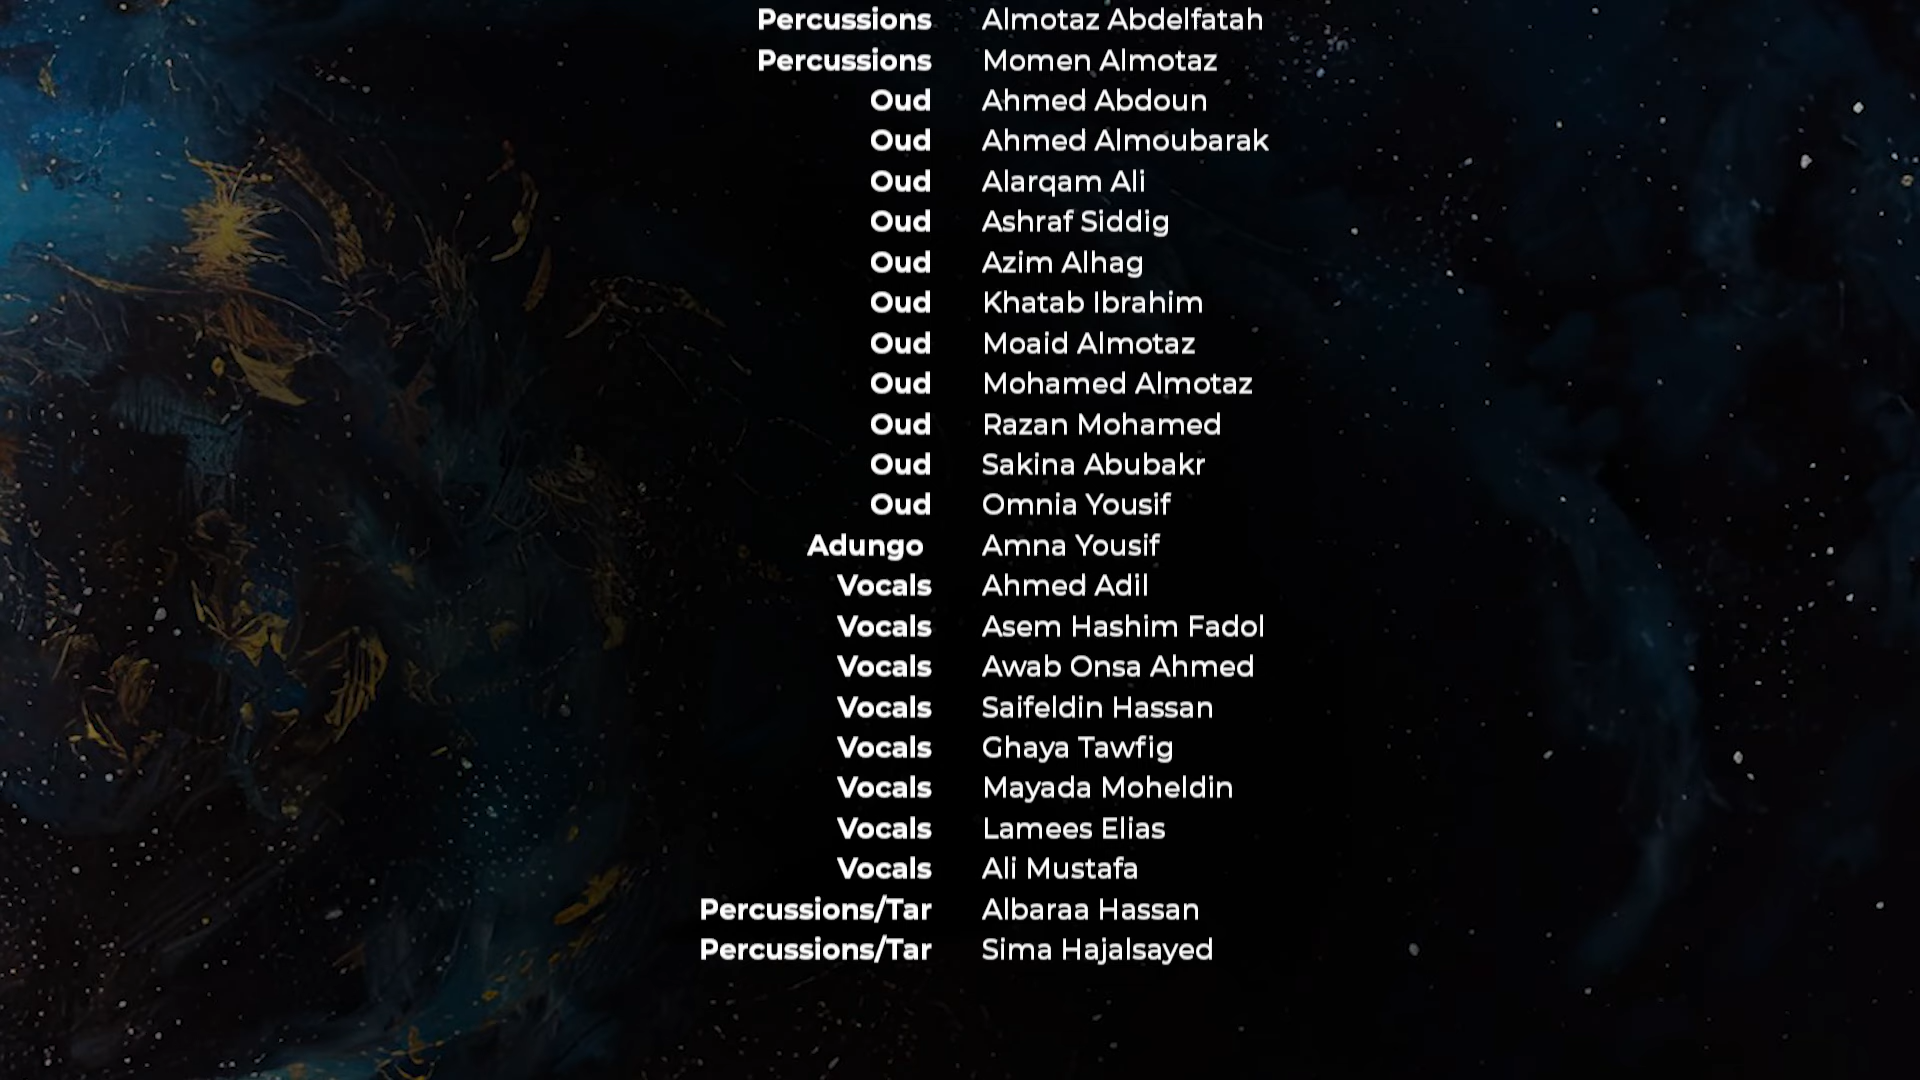 Percussions Almotaz Abdelfatah
Percussions Momen Almotaz
Oud Ahmed Abdoun
Oud Ahmed Almoubarak
Oud Alarqam Ali
Oud Ashraf Siddig
Oud Azim Alhag
Oud Khatab Ibrahim
Oud Moaid Almotaz
Oud Mohamed Almotaz
Oud Razan Mohamed
Oud Sakina Abubakr
Oud Omnia Yousif
Adungo Amna Yousif
Vocals Ahmed Adil
Vocals Asem Hashim Fadol
Vocals Awab Onsa Ahmed
Vocals Saifeldin Hassan
Vocals Ghaya Tawfig
Vocals Mayada Moheldin
Vocals Lamees Elias
Vocals Ali Mustafa
Percussions/Tar Albaraa Hassan
Percussions/Tar Sima Hajalsayed